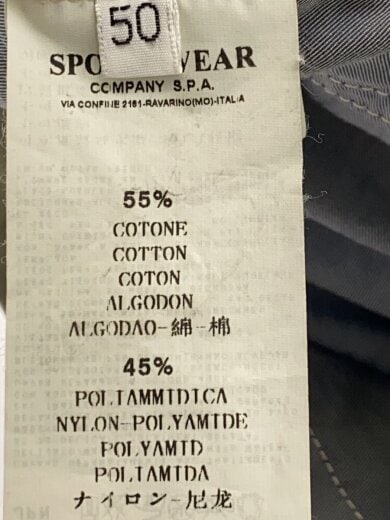 50
SPO WEAR
COMPANY S.P.A.
VIA CONFINE 2161-RAVARINO(MO)-ITALIA
55%
COTONE
COTTON
COTON
ALGODON
ALGODAO-綿-棉
45%
POLIAMMIDICA
NYLON-POLYAMIDE
POLYAMID
POLIAMIDA
ナイロン-尼龙